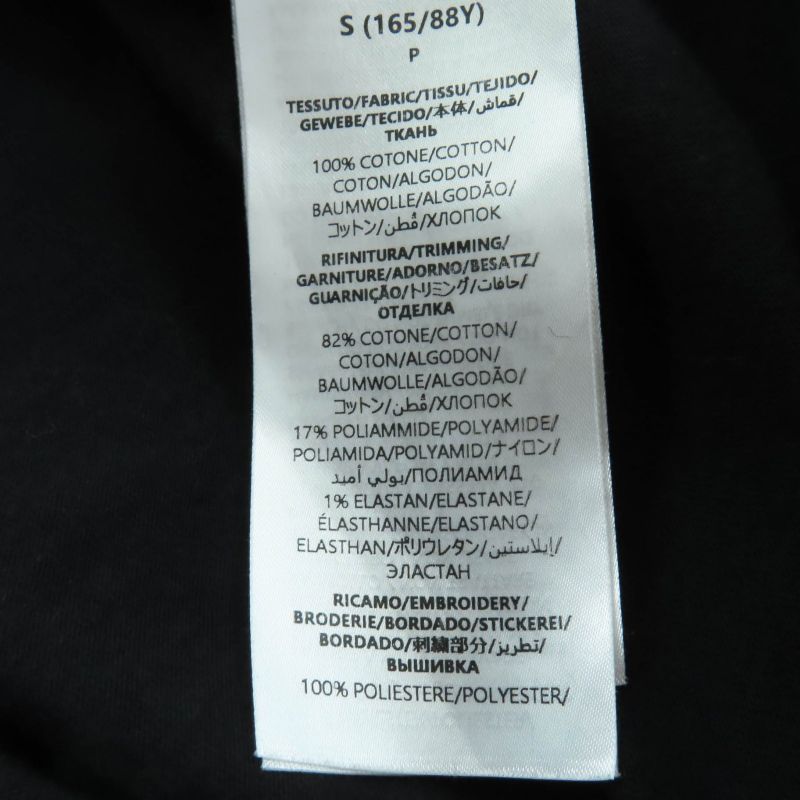 S (165/88Y)
P
TESSUTO/FABRIC/TISSU/TEJIDO/
GEWEBE/TECIDO/本体/قماش/
ТКАНЬ
100% COTONE/COTTON/
COTON/ALGODON/
BAUMWOLLE/ALGODÃO/
コットン/قُطن/ХЛОПОК
RIFINITURA/TRIMMING/
GARNITURE/ADORNO/BESATZ/
GUARNIÇÃO/トリミング/حافات/
ОТДЕЛКА
82% COTONE/COTTON/
COTON/ALGODON/
BAUMWOLLE/ALGODÃO/
コットン/قُطن/ХЛОПОК
17% POLIAMMIDE/POLYAMIDE/
POLIAMIDA/POLYAMID/ナイロン/
بولي أميد/ПОЛИАМИД
1% ELASTAN/ELASTANE/
ÉLASTHANNE/ELASTANO/
ELASTHAN/ポリウレタン/إيلاستين/
ЭЛАСТАН
RICAMO/EMBROIDERY/
BRODERIE/BORDADO/STICKEREI/
BORDADO/刺繍部分/تطريز/
ВЫШИВКА
100% POLIESTERE/POLYESTER/